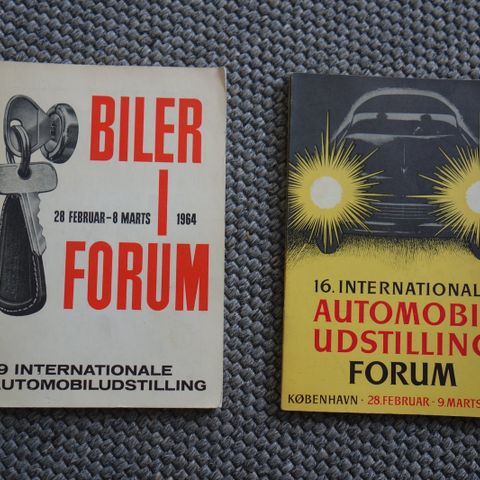 BILER
I
28 FEBRUAR-8 MARTS 1964
FORUM
9 INTERNATIONALE
AUTOMOBILUDSTILLING
16. INTERNATIONAL
AUTOMOBI
UDSTILLING
FORUM
KØBENHAVN · 28.FEBRUAR - 9.MARTS